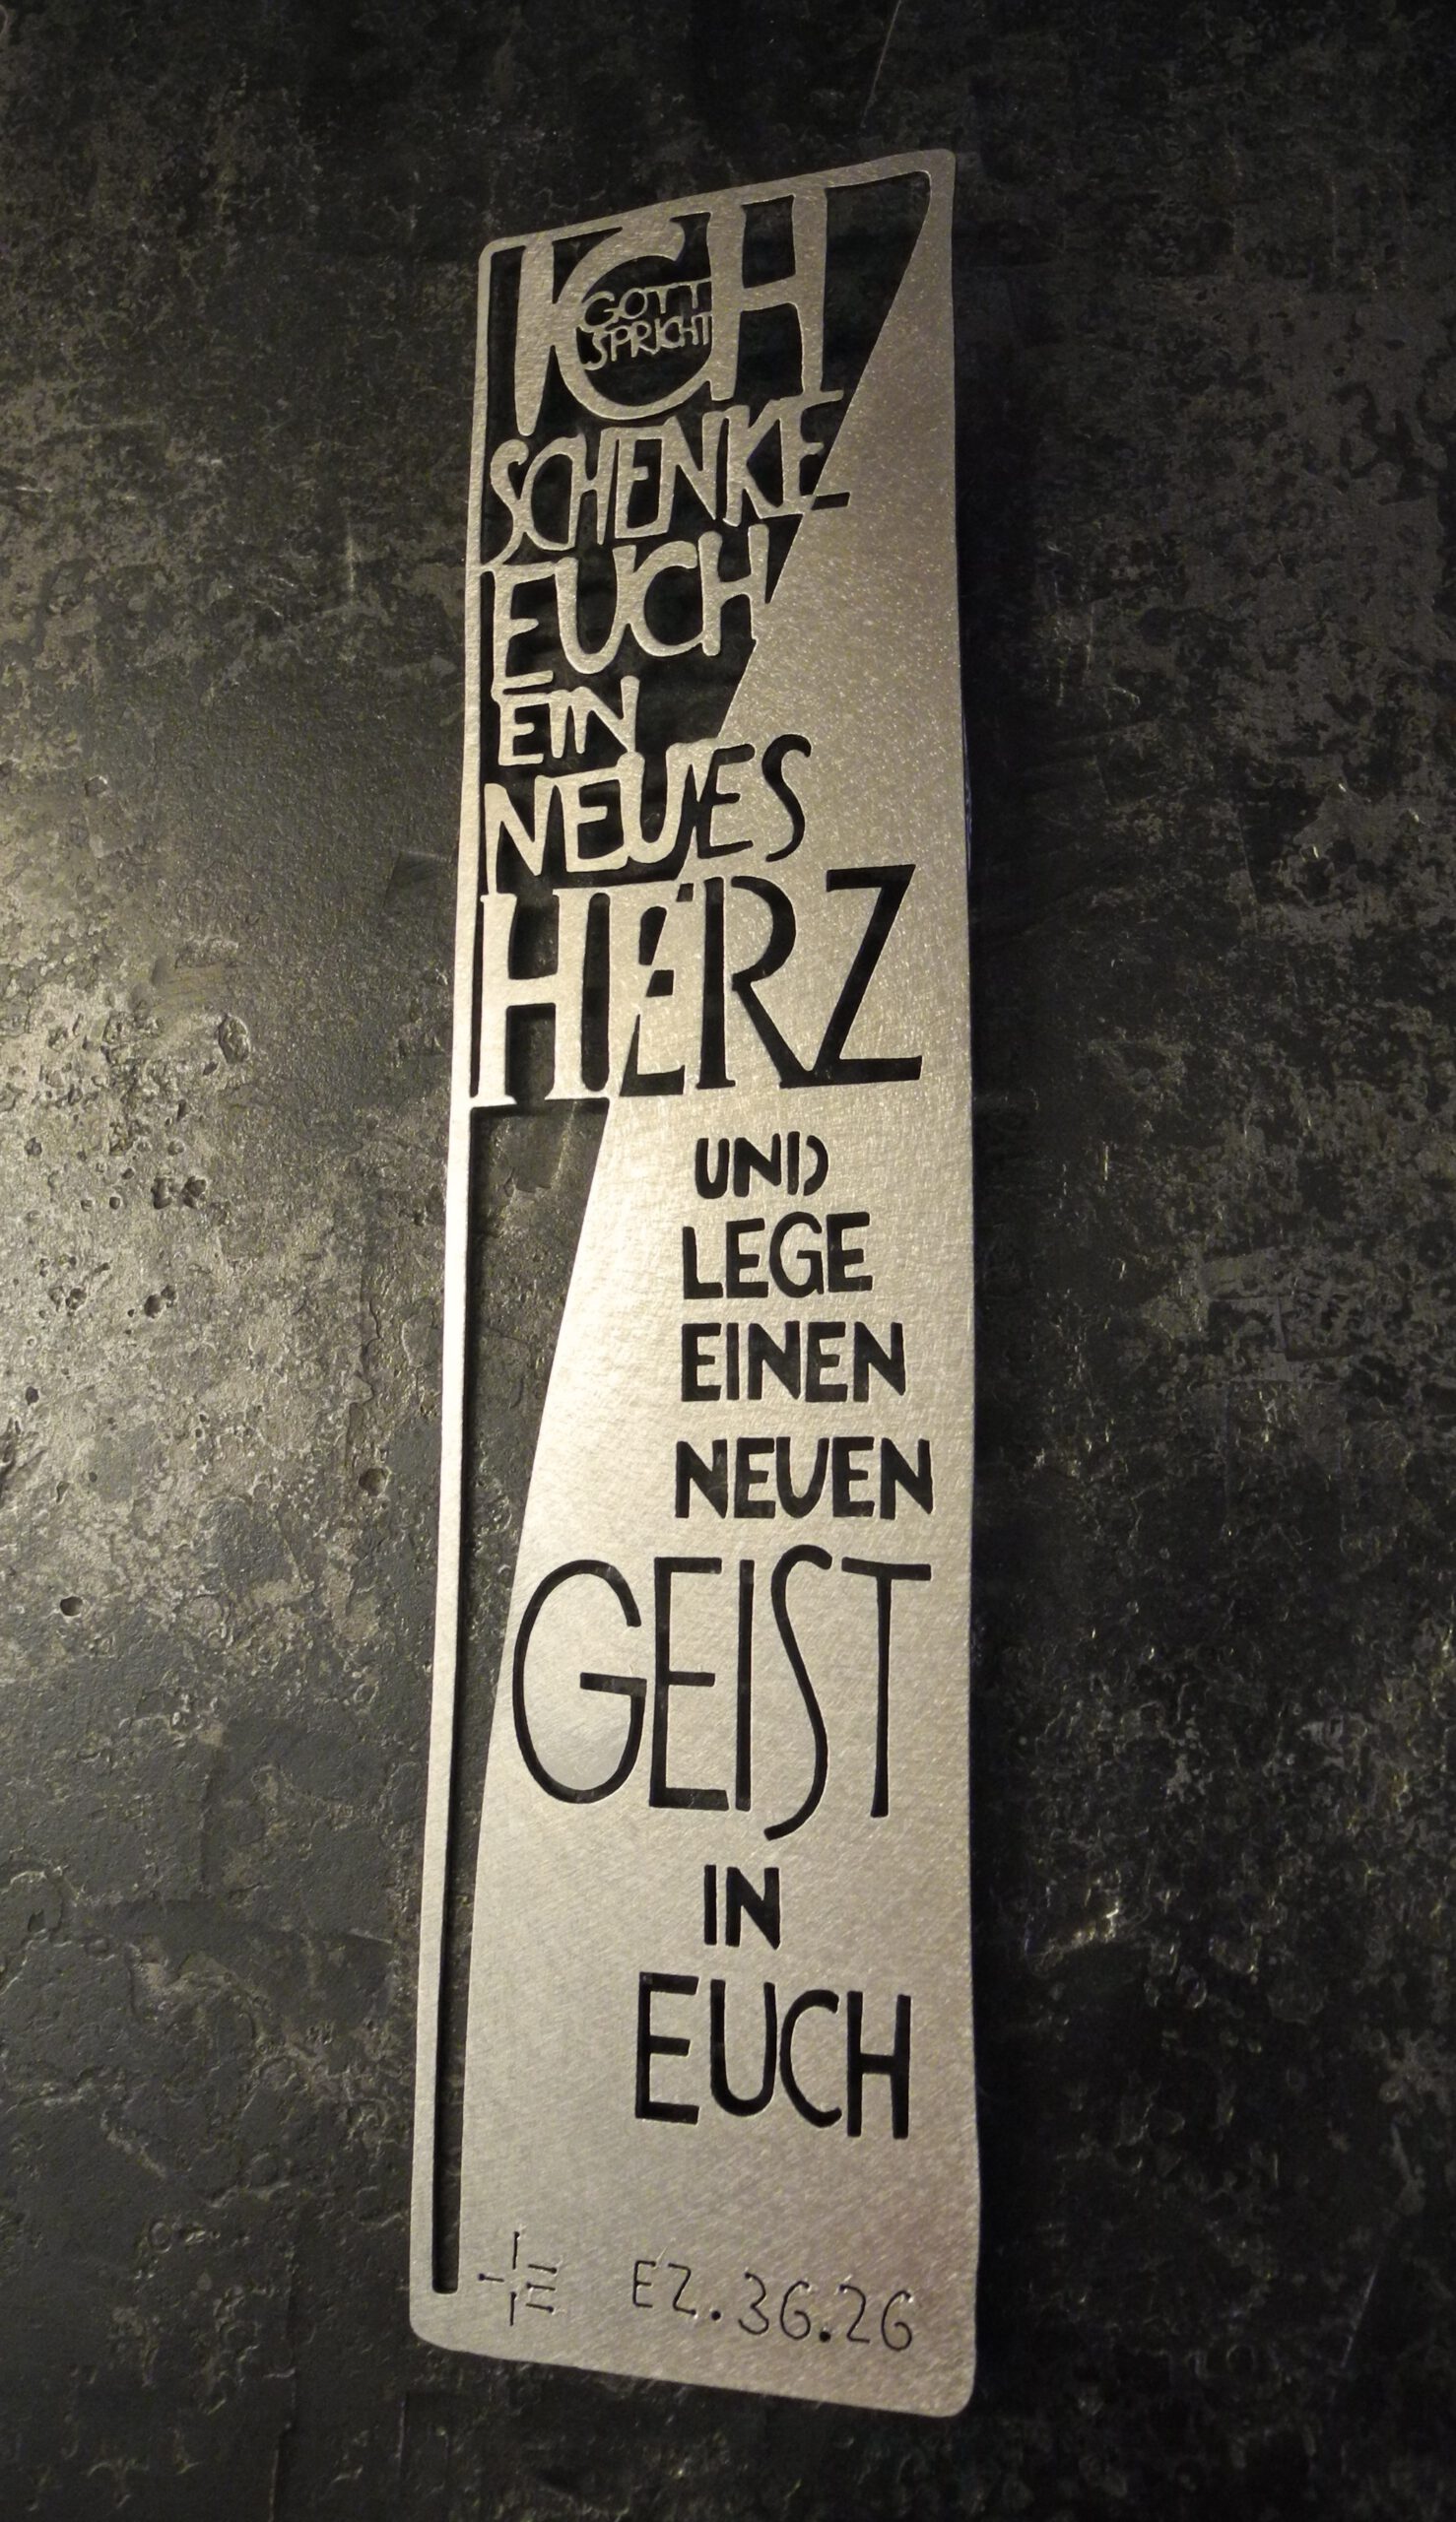 ICH
GOTT
SPRICHT
SCHENKE
EUCH
EIN
NEUES
HERZ
UND
LEGE
EINEN
NEUEN
GEIST
IN
EUCH
EZ. 36.26